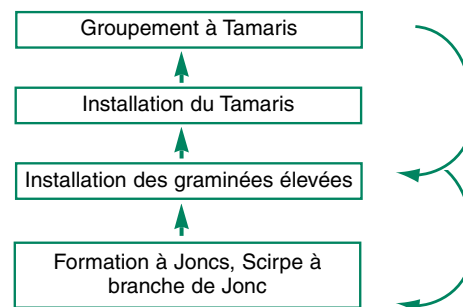 Groupement à Tamaris
Installation du Tamaris
Installation des graminées élevées
Formation à Joncs, Scirpe à
branche de Jonc